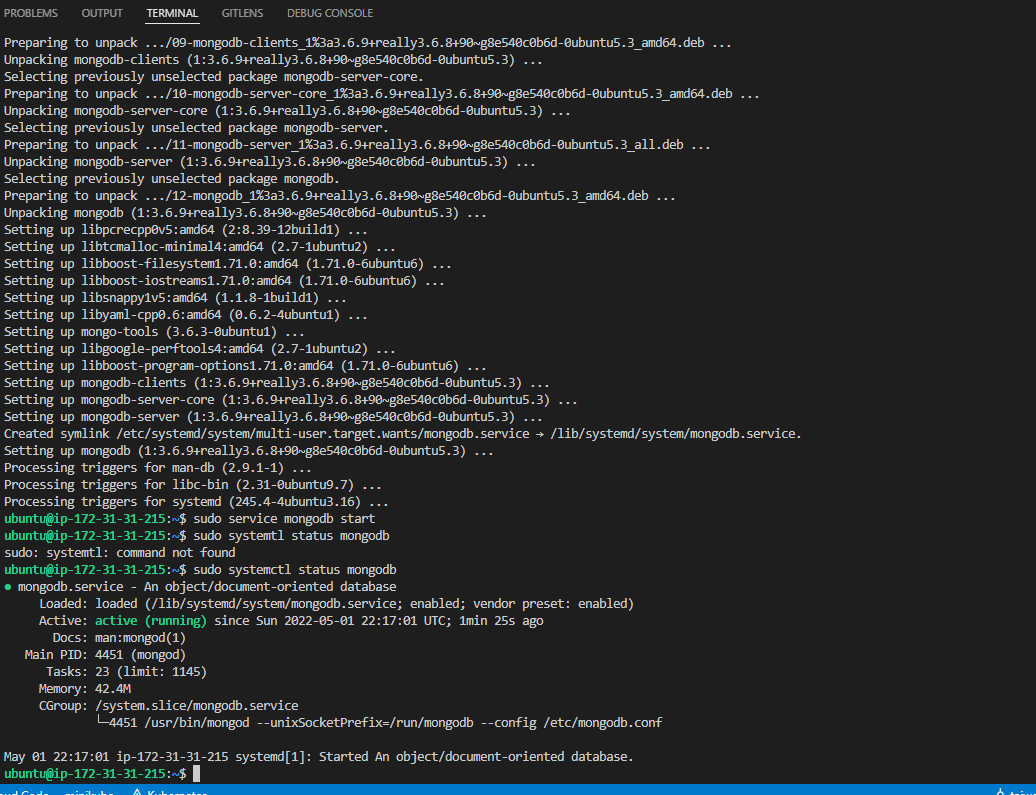 PROBLEMS OUTPUT TERMINAL GITLENS DEBUG CONSOLE
Preparing to unpack .../09-mongodb-clients_1%3a3.6.9+really3.6.8+90~g8e540c0b6d-0ubuntu5.3_amd64.deb ...
Unpacking mongodb-clients (1:3.6.9+really3.6.8+90~g8e540c0b6d-0ubuntu5.3) ...
Selecting previously unselected package mongodb-server-core.
Preparing to unpack .../10-mongodb-server-core_1%3a3.6.9+really3.6.8+90~g8e540c0b6d-0ubuntu5.3_amd64.deb ...
Unpacking mongodb-server-core (1:3.6.9+really3.6.8+90~g8e540c0b6d-0ubuntu5.3) ...
Selecting previously unselected package mongodb-server.
Preparing to unpack .../11-mongodb-server_1%3a3.6.9+really3.6.8+90~g8e540c0b6d-0ubuntu5.3_all.deb ...
Unpacking mongodb-server (1:3.6.9+really3.6.8+90~g8e540c0b6d-0ubuntu5.3) ...
Selecting previously unselected package mongodb.
Preparing to unpack .../12-mongodb_1%3a3.6.9+really3.6.8+90~g8e540c0b6d-0ubuntu5.3_amd64.deb ...
Unpacking mongodb (1:3.6.9+really3.6.8+90~g8e540c0b6d-0ubuntu5.3) ...
Setting up libpcrecpp0v5:amd64 (2:8.39-12build1) ...
Setting up libtcmalloc-minimal4:amd64 (2.7-1ubuntu2) ...
Setting up libboost-filesystem1.71.0:amd64 (1.71.0-6ubuntu6) ...
Setting up libboost-iostreams1.71.0:amd64 (1.71.0-6ubuntu6) ...
Setting up libsnappy1v5:amd64 (1.1.8-1build1) ...
Setting up libyaml-cpp0.6:amd64 (0.6.2-4ubuntu1) ...
Setting up mongo-tools (3.6.3-0ubuntu1) ...
Setting up libgoogle-perftools4:amd64 (2.7-1ubuntu2) ...
Setting up libboost-program-options1.71.0:amd64 (1.71.0-6ubuntu6) ...
Setting up mongodb-clients (1:3.6.9+really3.6.8+90~g8e540c0b6d-0ubuntu5.3) ...
Setting up mongodb-server-core (1:3.6.9+really3.6.8+90~g8e540c0b6d-0ubuntu5.3) ...
Setting up mongodb-server (1:3.6.9+really3.6.8+90~g8e540c0b6d-0ubuntu5.3) ...
Created symlink /etc/systemd/system/multi-user.target.wants/mongodb.service → /lib/systemd/system/mongodb.service.
Setting up mongodb (1:3.6.9+really3.6.8+90~g8e540c0b6d-0ubuntu5.3) ...
Processing triggers for man-db (2.9.1-1) ...
Processing triggers for libc-bin (2.31-0ubuntu9.7) ...
Processing triggers for systemd (245.4-4ubuntu3.16) ...
ubuntu@ip-172-31-31-215:~$ sudo service mongodb start
ubuntu@ip-172-31-31-215:~$ sudo systemtl status mongodb
sudo: systemtl: command not found
ubuntu@ip-172-31-31-215:~$ sudo systemctl status mongodb
● mongodb.service - An object/document-oriented database
Loaded: loaded (/lib/systemd/system/mongodb.service; enabled; vendor preset: enabled)
Active: active (running) since Sun 2022-05-01 22:17:01 UTC; 1min 25s ago
Docs: man:mongod(1)
Main PID: 4451 (mongod)
Tasks: 23 (limit: 1145)
Memory: 42.4M
CGroup: /system.slice/mongodb.service
└─4451 /usr/bin/mongod --unixSocketPrefix=/run/mongodb --config /etc/mongodb.conf
May 01 22:17:01 ip-172-31-31-215 systemd[1]: Started An object/document-oriented database.
ubuntu@ip-172-31-31-215:~$